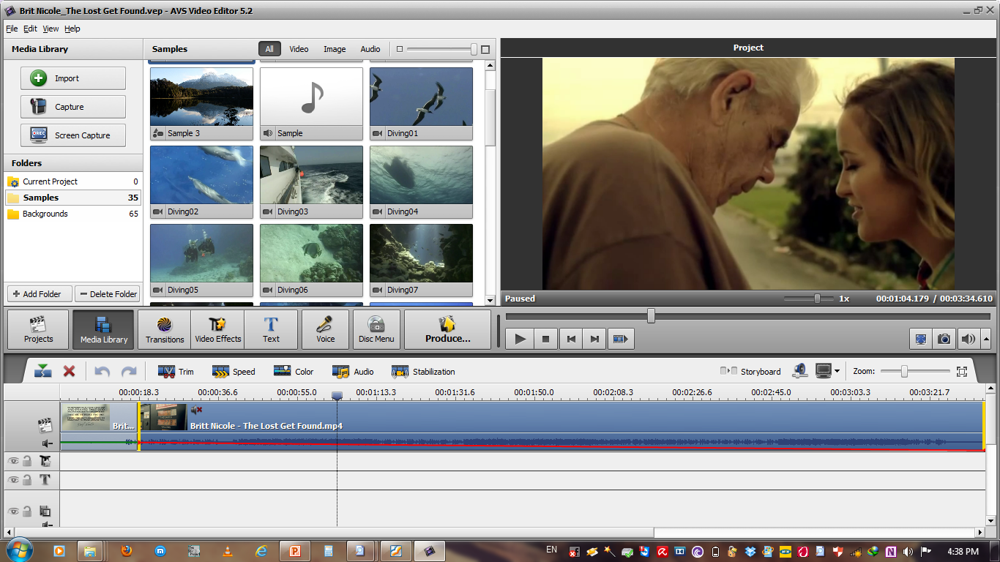 Brit Nicole_The Lost Get Found.vep - AVS Video Editor 5.2
File Edit View Help
Media Library
Import
Capture
Screen Capture
Folders
Current Project 0
Samples 35
Backgrounds 65
Add Folder Delete Folder
Samples All Video Image Audio
Sample 3 Sample Diving01
Diving02 Diving03 Diving04
Diving05 Diving06 Diving07
Project
Paused 1x 00:01:04.179 / 00:03:34.610
Projects Media Library Transitions Video Effects Text Voice Disc Menu Produce...
Trim Speed Color Audio Stabilization Storyboard Zoom:
00:00:18.3 00:00:36.6 00:00:55.0 00:01:13.3 00:01:31.6 00:01:50.0 00:02:08.3 00:02:26.6 00:02:45.0 00:03:03.3 00:03:21.7
Brit... Britt Nicole - The Lost Get Found.mp4
EN 4:38 PM